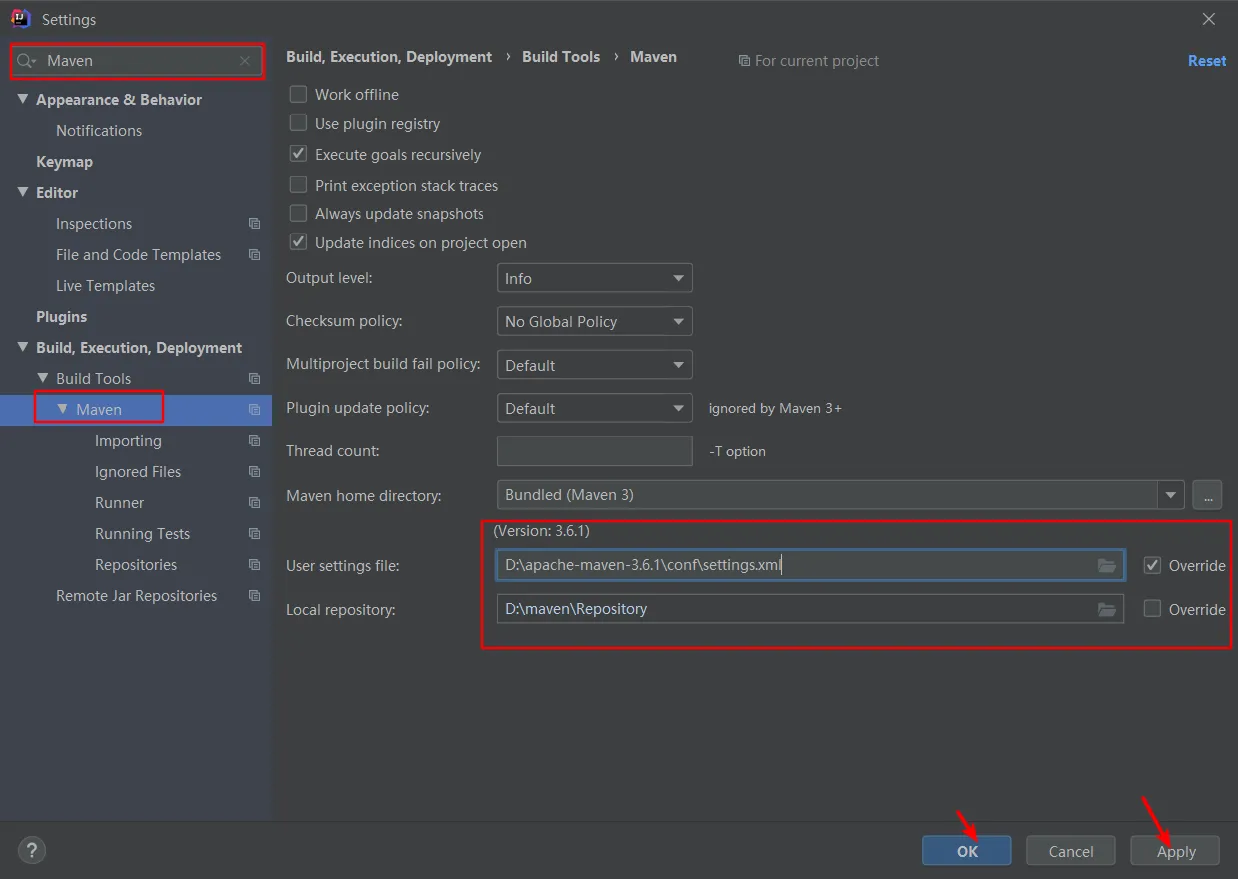 Settings
Maven
Appearance & Behavior
Notifications
Keymap
Editor
Inspections
File and Code Templates
Live Templates
Plugins
Build, Execution, Deployment
Build Tools
Maven
Importing
Ignored Files
Runner
Running Tests
Repositories
Remote Jar Repositories
Build, Execution, Deployment › Build Tools › Maven
For current project
Reset
Work offline
Use plugin registry
Execute goals recursively
Print exception stack traces
Always update snapshots
Update indices on project open
Output level: Info
Checksum policy: No Global Policy
Multiproject build fail policy: Default
Plugin update policy: Default ignored by Maven 3+
Thread count: -T option
Maven home directory: Bundled (Maven 3) ...
(Version: 3.6.1)
User settings file: D:\apache-maven-3.6.1\conf\settings.xml Override
Local repository: D:\maven\Repository Override
? OK Cancel Apply